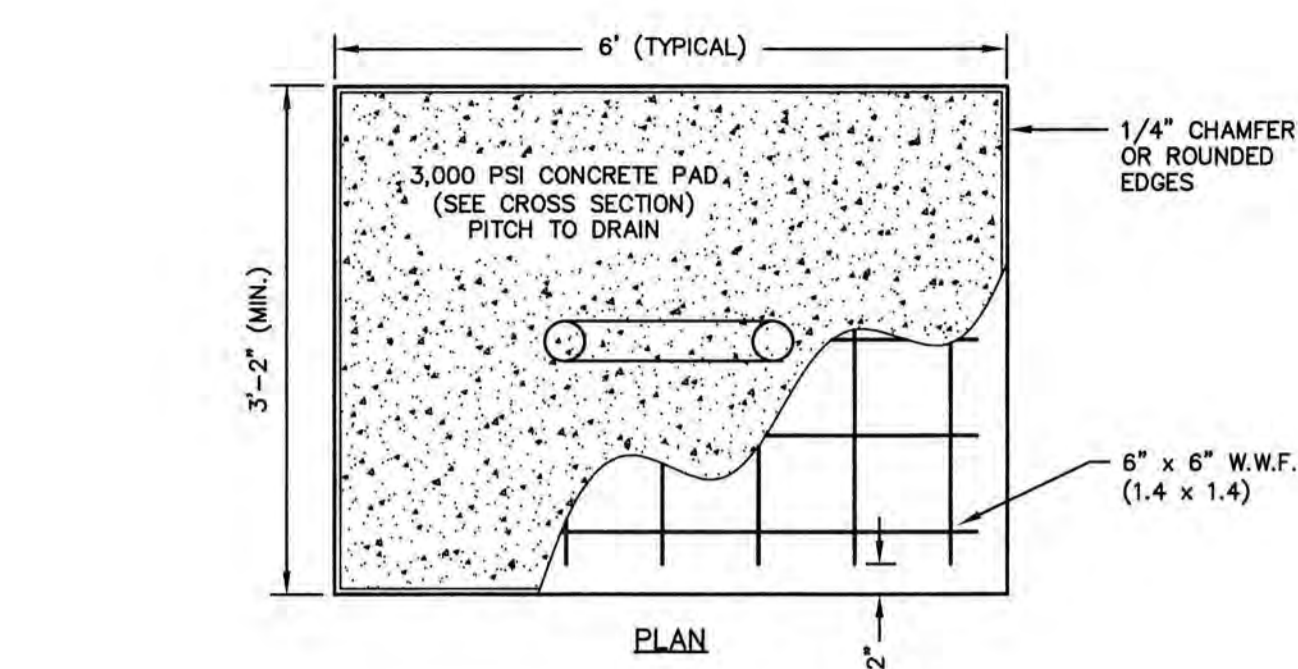 6' (TYPICAL)
1/4" CHAMFER
OR ROUNDED
EDGES
3,000 PSI CONCRETE PAD
(SEE CROSS SECTION)
PITCH TO DRAIN
3'-2" (MIN.)
6" x 6" W.W.F.
(1.4 x 1.4)
PLAN
2"